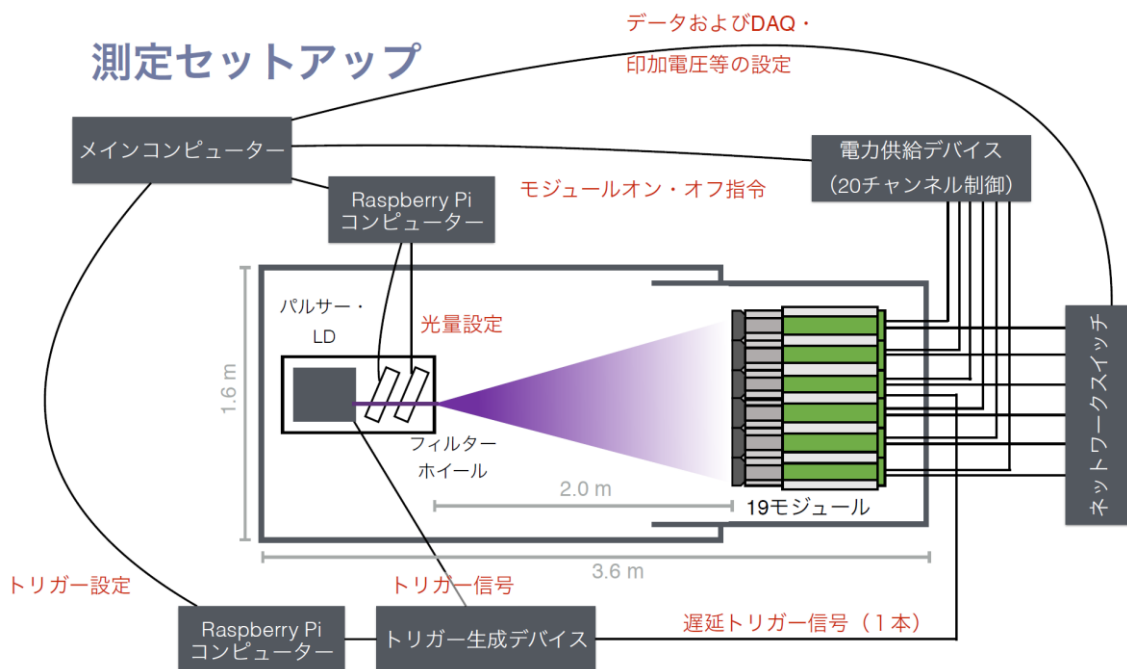 測定セットアップ
データおよびDAQ・
印加電圧等の設定
メインコンピューター
電力供給デバイス
（20チャンネル制御）
モジュールオン・オフ指令
Raspberry Pi
コンピューター
パルサー・
LD
光量設定
1.6 m
フィルター
ホイール
2.0 m
19モジュール
ネットワークスイッチ
3.6 m
トリガー設定
トリガー信号
遅延トリガー信号（１本）
Raspberry Pi
コンピューター
トリガー生成デバイス